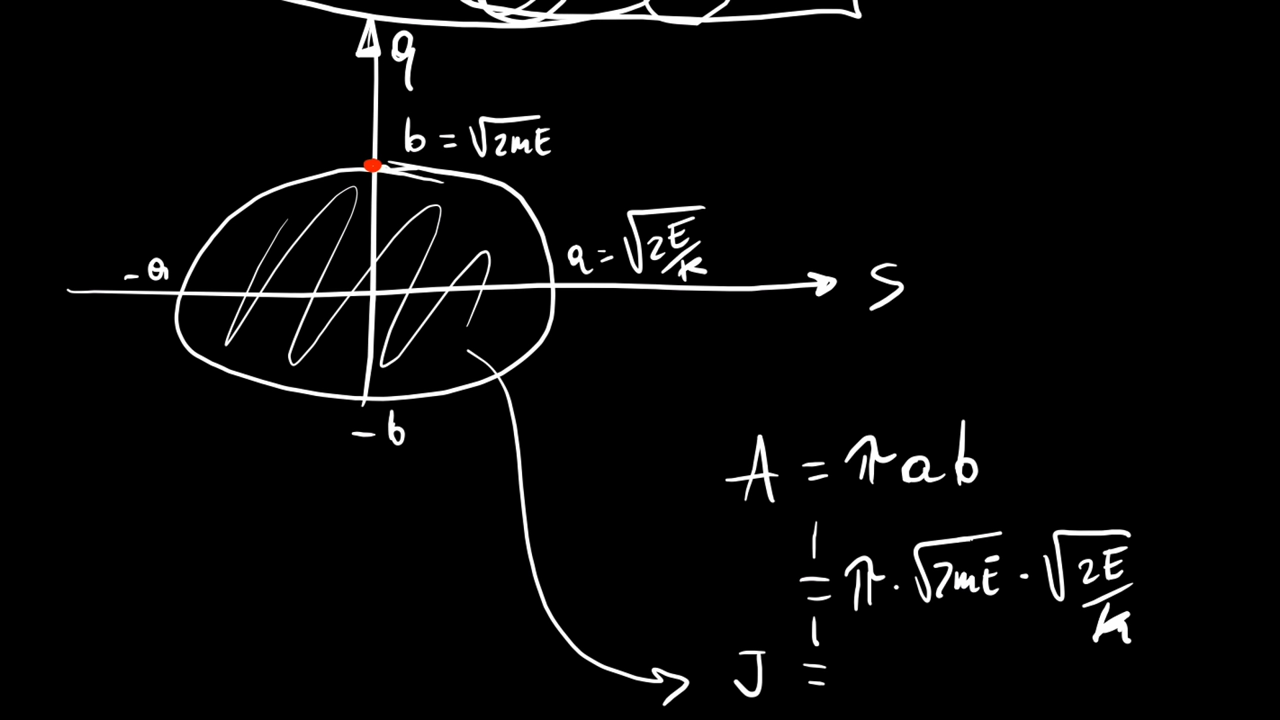 q
b = √2mE
-a
a = √2E/k
S
-b
A = πab
= π · √2mE · √2E/k
J =